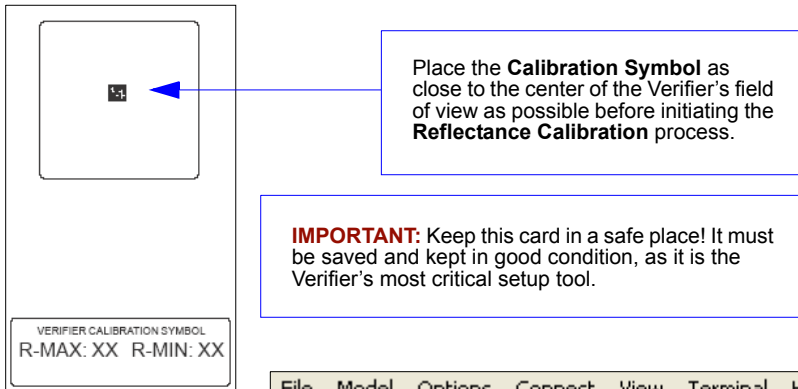 Place the Calibration Symbol as
close to the center of the Verifier's field
of view as possible before initiating the
Reflectance Calibration process.
IMPORTANT: Keep this card in a safe place! It must
be saved and kept in good condition, as it is the
Verifier's most critical setup tool.
VERIFIER CALIBRATION SYMBOL
R-MAX: XX R-MIN: XX
File Model Options Connect View Terminal